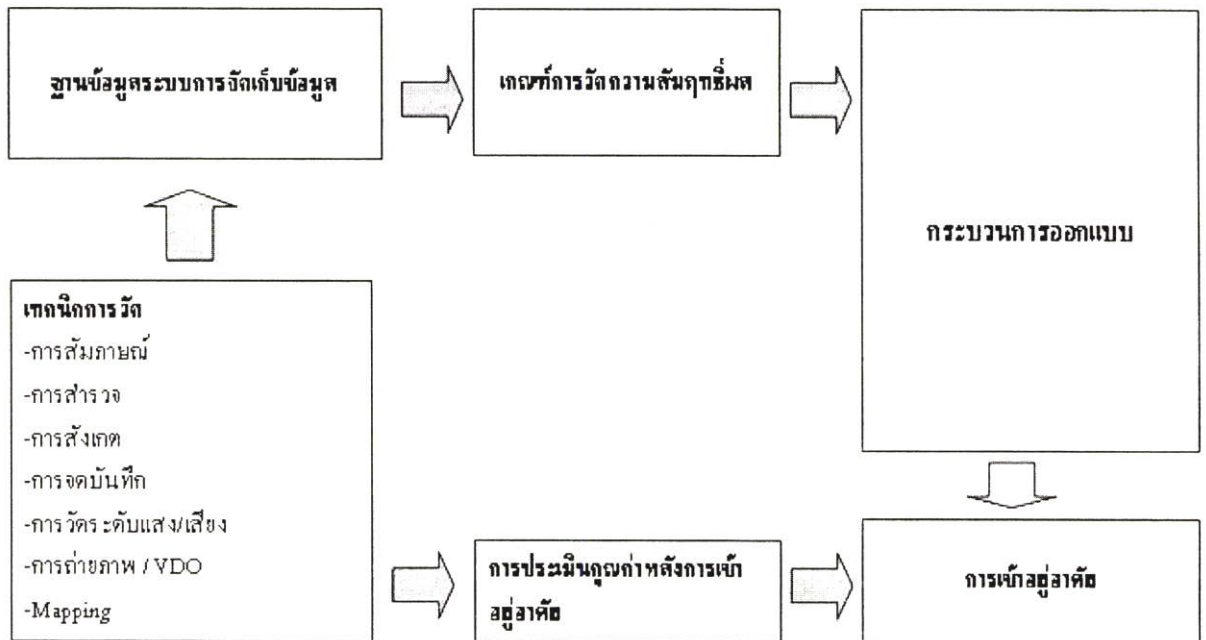 ฐานข้อมูลระบบการจัดเก็บข้อมูล
เกณฑ์การวัดความสัมฤทธิ์ผล
กระบวนการออกแบบ
เทคนิคการวัด
-การสัมภาษณ์
-การสำรวจ
-การสังเกต
-การจดบันทึก
-การวัดระดับแสง/เสียง
-การถ่ายภาพ / VDO
-Mapping
การประเมินคุณค่าหลังการเข้า
อยู่อาศัย
การเข้าอยู่อาศัย